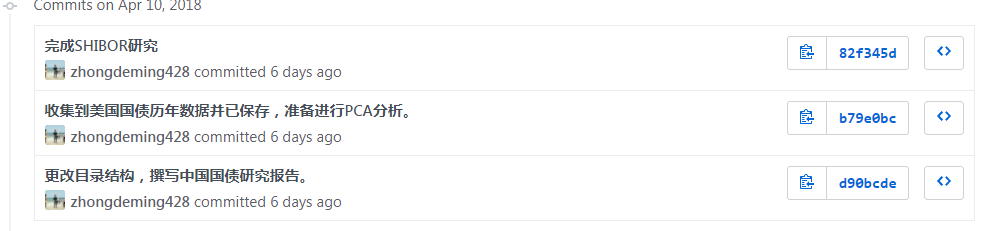 Commits on Apr 10, 2018
完成SHIBOR研究
82f345d
zhongdeming428 committed 6 days ago
收集到美国国债历年数据并已保存，准备进行PCA分析。
b79e0bc
zhongdeming428 committed 6 days ago
更改目录结构，撰写中国国债研究报告。
d90bcde
zhongdeming428 committed 6 days ago